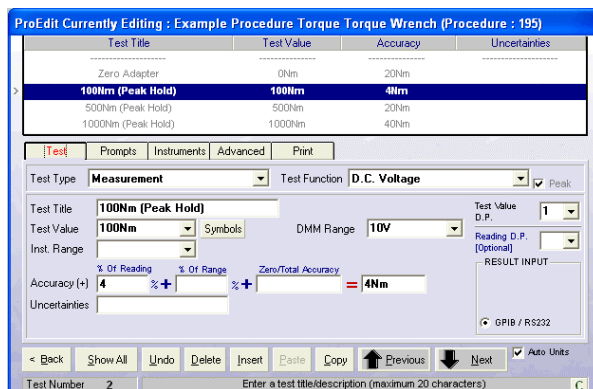 ProEdit Currently Editing : Example Procedure Torque Torque Wrench (Procedure : 195)
Test Title Test Value Accuracy Uncertainties
-------------------- --------------- --------------- --------------------
Zero Adapter 0Nm 20Nm
> 100Nm (Peak Hold) 100Nm 4Nm
500Nm (Peak Hold) 500Nm 20Nm
1000Nm (Peak Hold) 1000Nm 40Nm
Test Prompts Instruments Advanced Print
Test Type Measurement Test Function D.C. Voltage Peak
Test Title 100Nm (Peak Hold) Test Value D.P. 1
Test Value 100Nm Symbols DMM Range 10V
Inst. Range Reading D.P. [Optional]
% Of Reading % Of Range Zero/Total Accuracy RESULT INPUT
Accuracy (+) 4 % + % + = 4Nm
Uncertainties
GPIB / RS232
< Back Show All Undo Delete Insert Paste Copy Previous Next Auto Units
Test Number 2 Enter a test title/description (maximum 20 characters) C